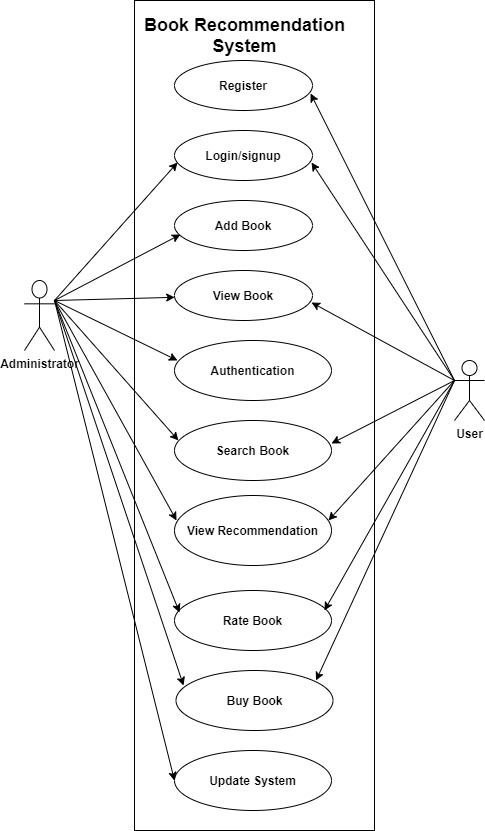 Book Recommendation
System
Register
Login/signup
Add Book
View Book
Administrator
Authentication
User
Search Book
View Recommendation
Rate Book
Buy Book
Update System